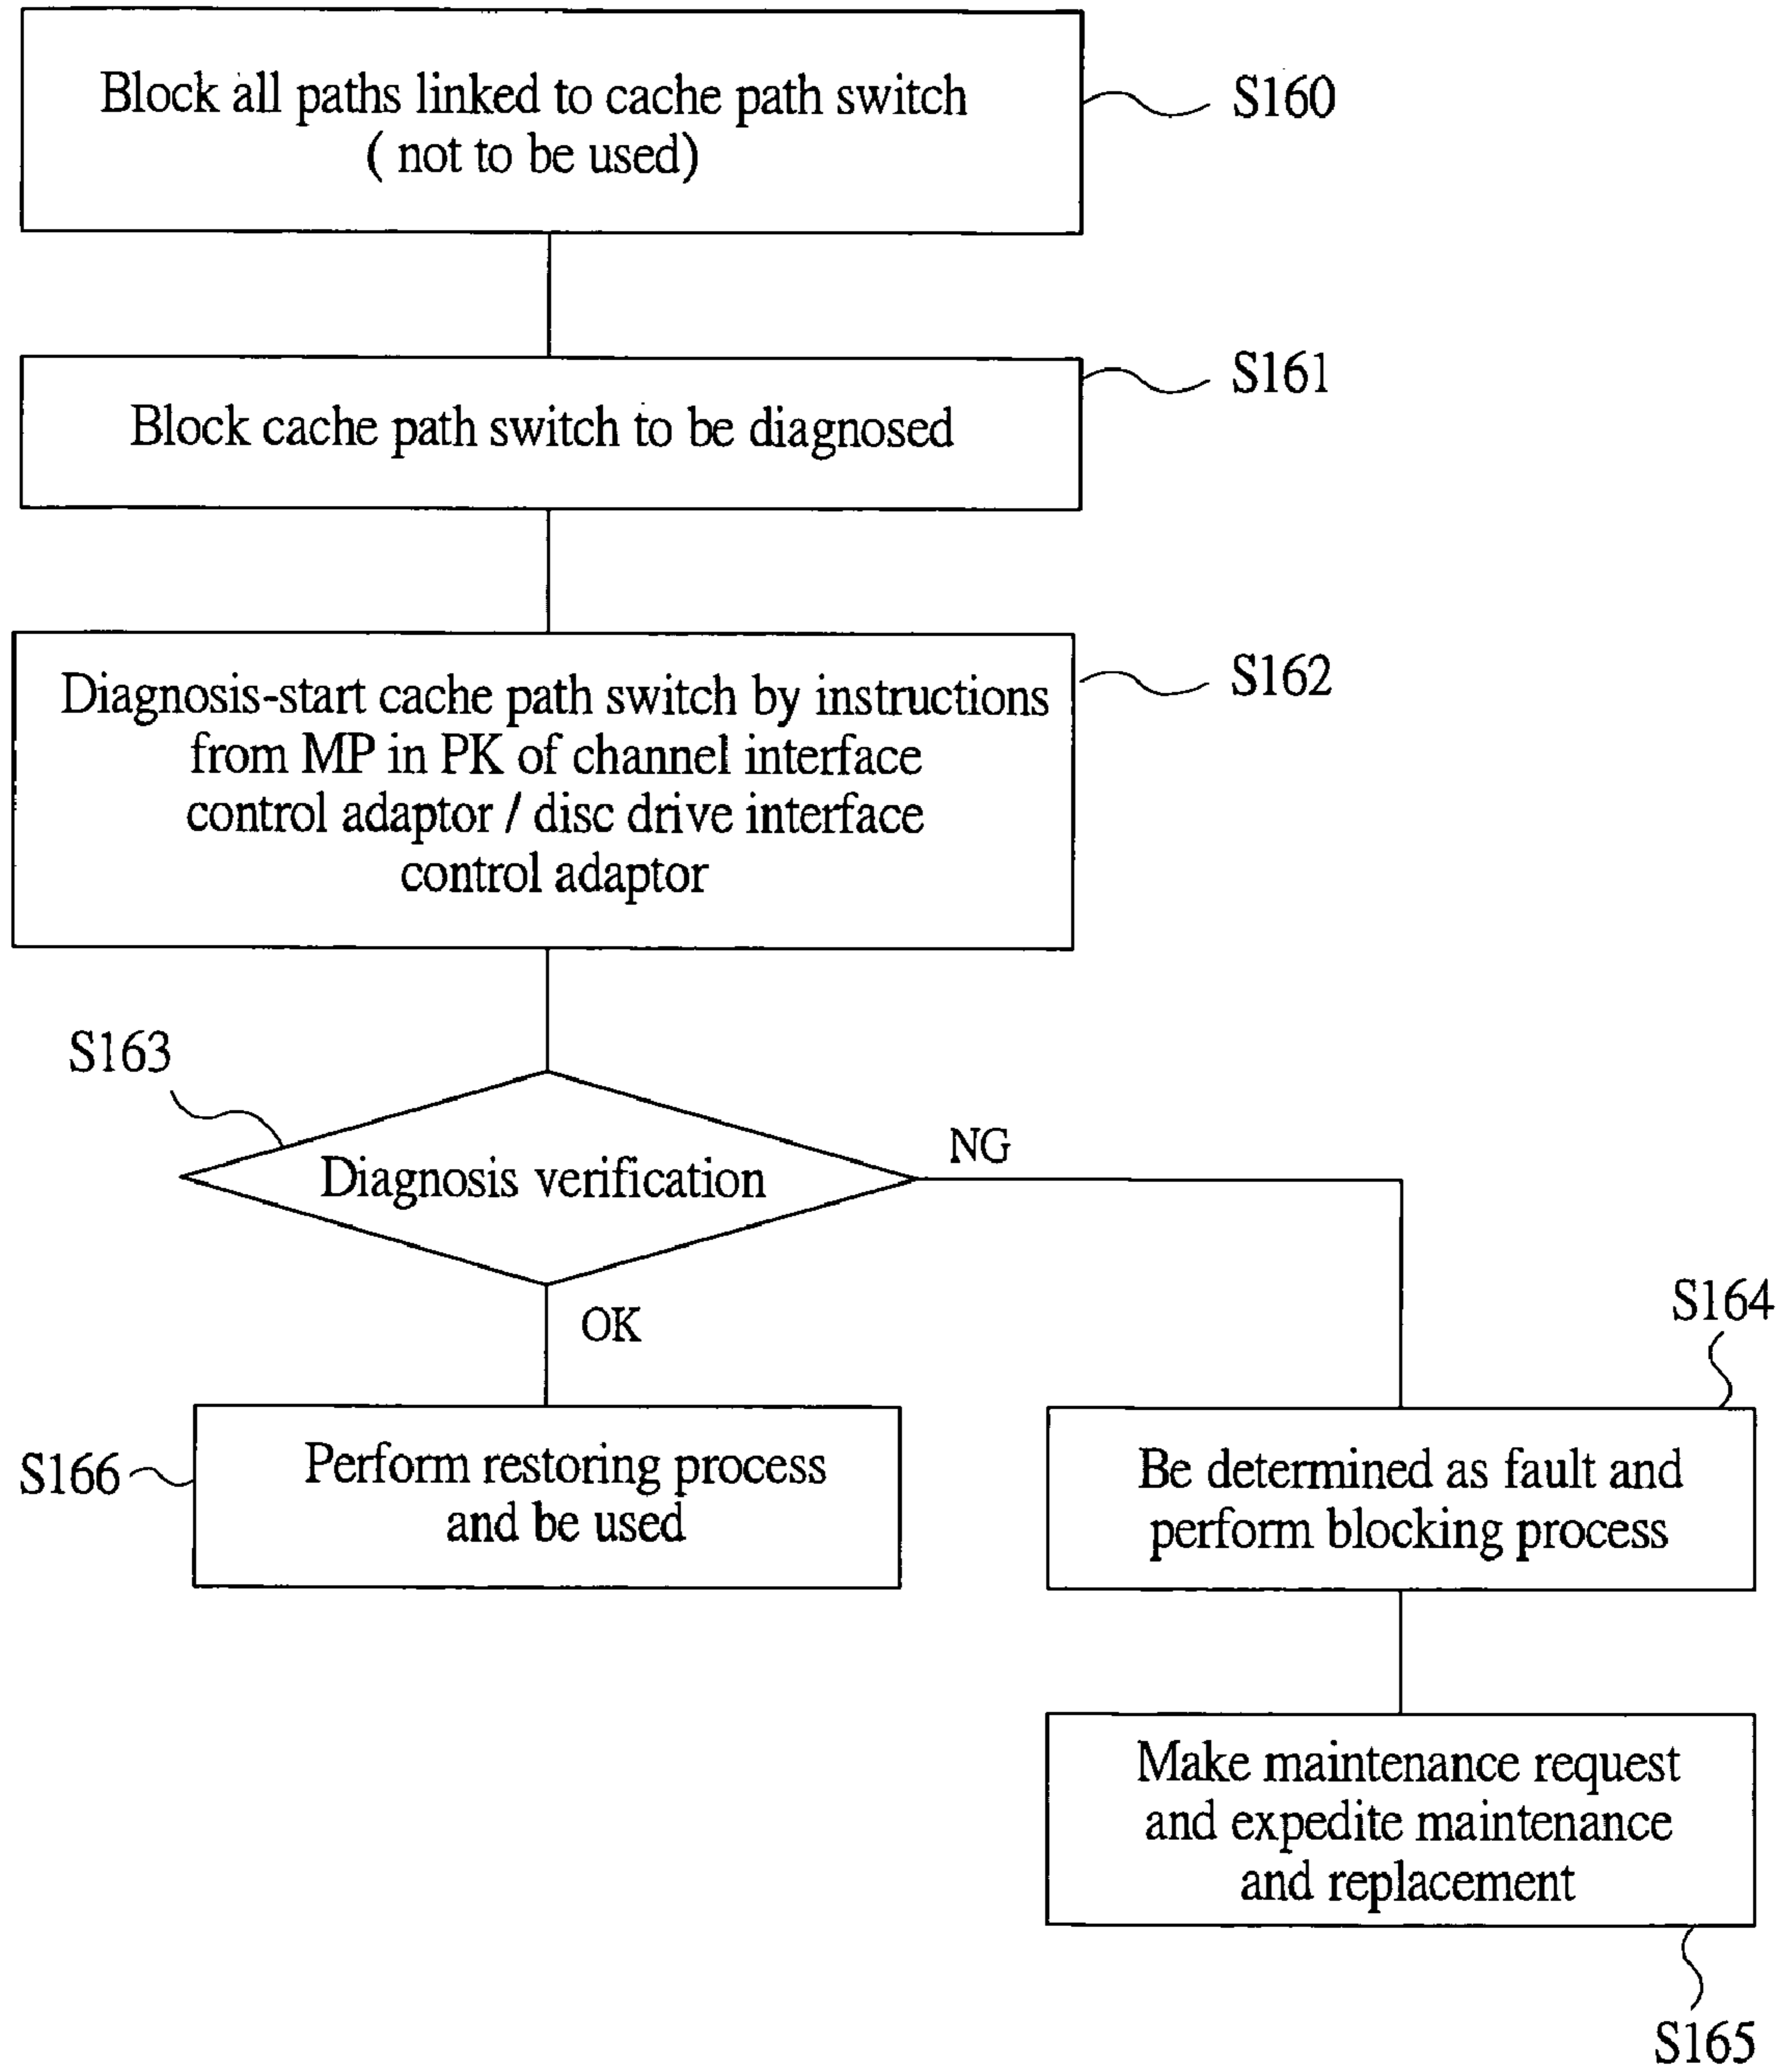 Block all paths linked to cache path switch
( not to be used)
S160
Block cache path switch to be diagnosed
S161
Diagnosis-start cache path switch by instructions
from MP in PK of channel interface
control adaptor / disc drive interface
control adaptor
S162
S163
Diagnosis verification
NG
OK
S164
S166
Perform restoring process
and be used
Be determined as fault and
perform blocking process
Make maintenance request
and expedite maintenance
and replacement
S165